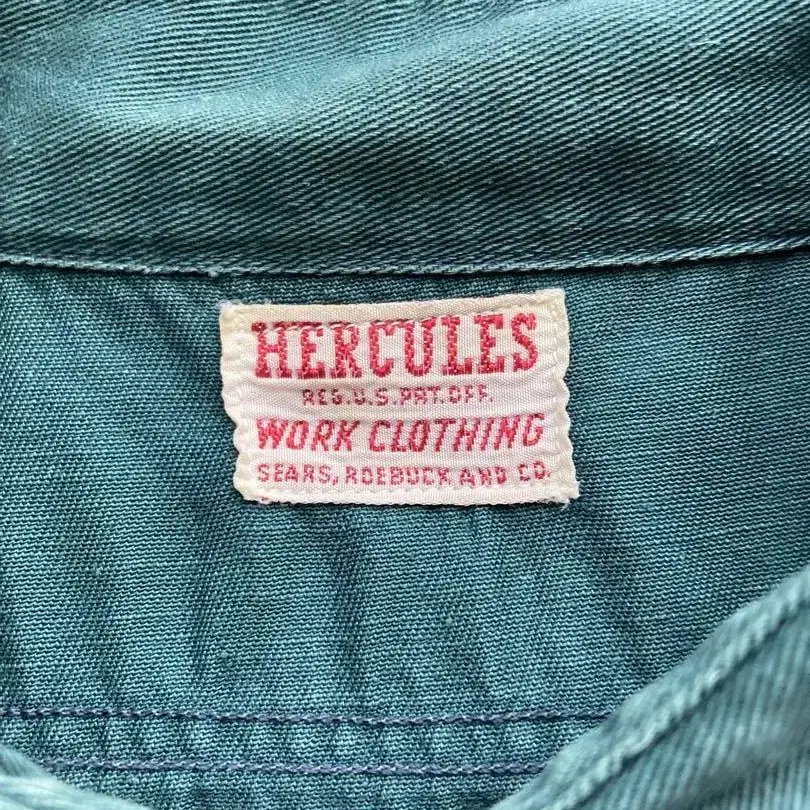 HERCULES
REG.U.S.PAT.OFF.
WORK CLOTHING
SEARS, ROEBUCK AND CO.